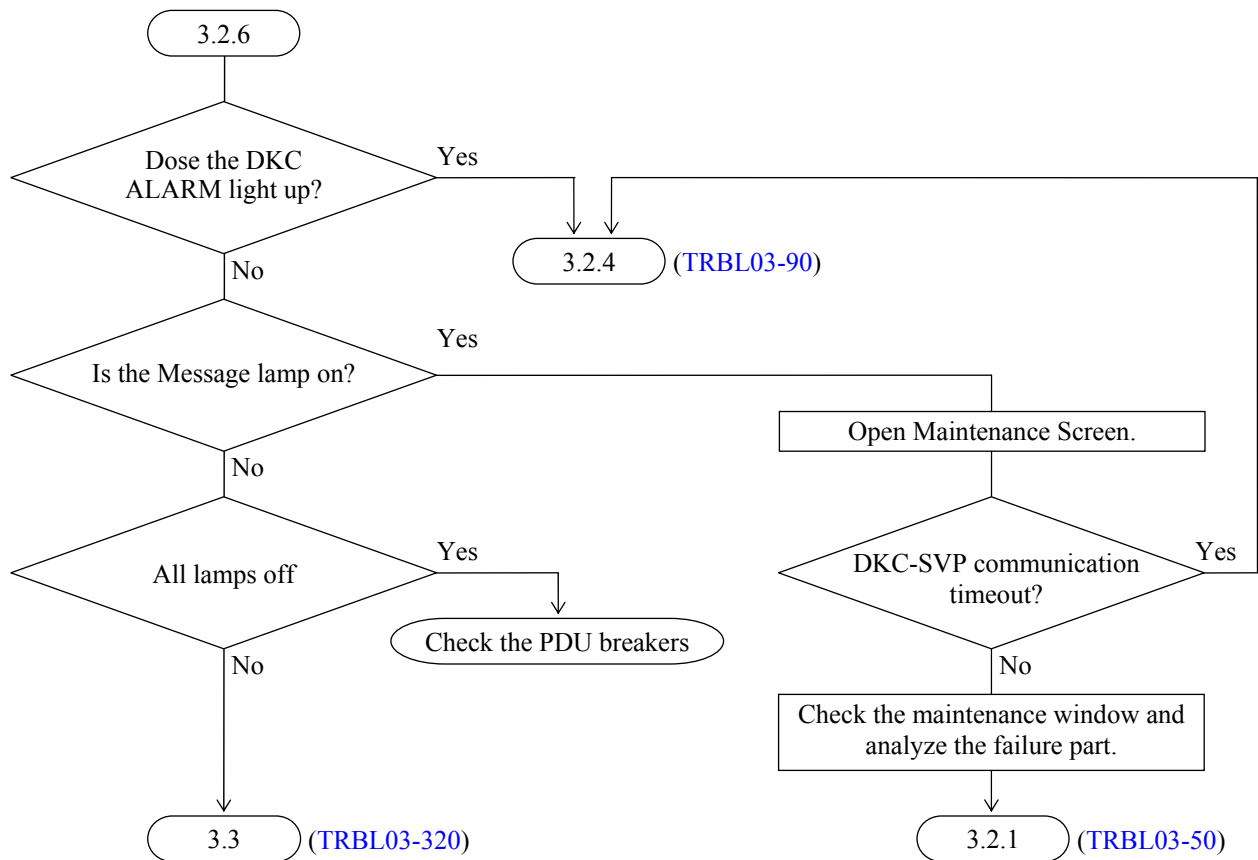 3.2.6
Dose the DKC
ALARM light up?
Yes
No
3.2.4 (TRBL03-90)
Is the Message lamp on?
Yes
No
Open Maintenance Screen.
All lamps off
Yes
No
Check the PDU breakers
DKC-SVP communication
timeout?
Yes
No
Check the maintenance window and
analyze the failure part.
3.3 (TRBL03-320)
3.2.1 (TRBL03-50)